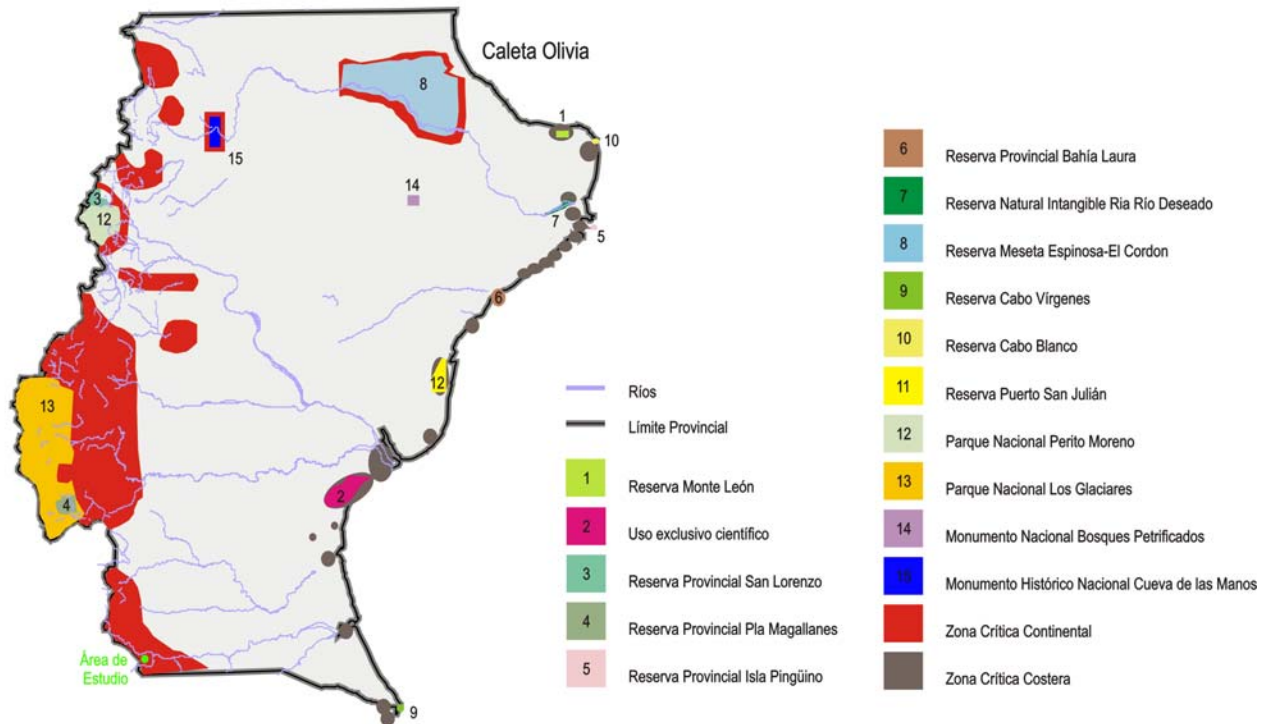 Caleta Olivia
8
1
10
15
14
3
12
7
5
6
12
13
2
4
Área de
Estudio
9
Ríos
Límite Provincial
1 Reserva Monte León
2 Uso exclusivo científico
3 Reserva Provincial San Lorenzo
4 Reserva Provincial Pla Magallanes
5 Reserva Provincial Isla Pingüino
6 Reserva Provincial Bahía Laura
7 Reserva Natural Intangible Ria Río Deseado
8 Reserva Meseta Espinosa-El Cordon
9 Reserva Cabo Vírgenes
10 Reserva Cabo Blanco
11 Reserva Puerto San Julián
12 Parque Nacional Perito Moreno
13 Parque Nacional Los Glaciares
14 Monumento Nacional Bosques Petrificados
15 Monumento Histórico Nacional Cueva de las Manos
Zona Crítica Continental
Zona Crítica Costera